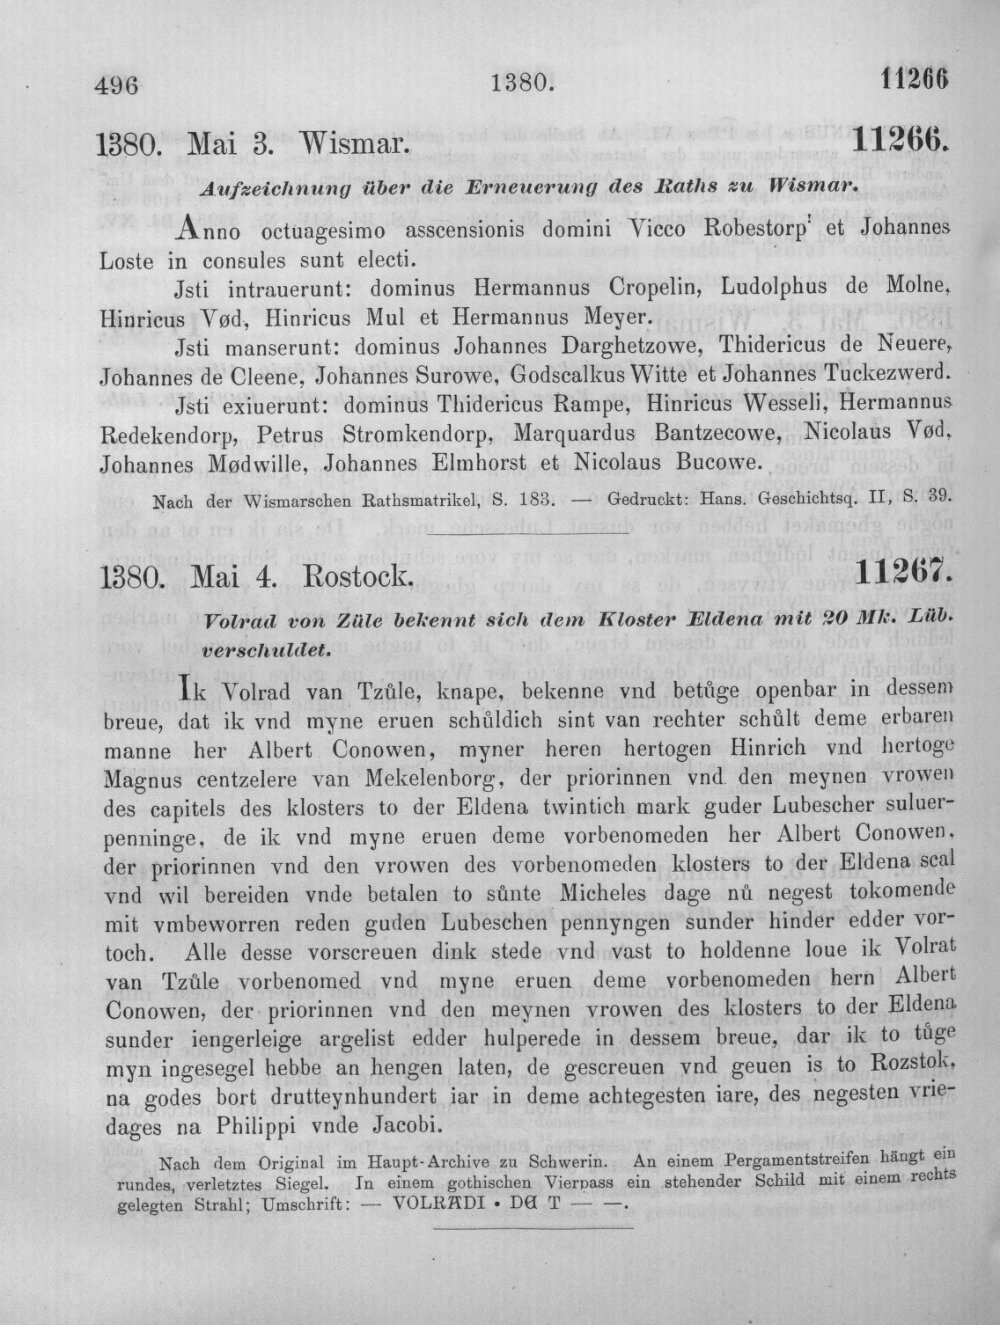 496 1380. 11266
1380. Mai 3. Wismar. 11266.
Aufzeichnung über die Erneuerung des Raths zu Wismar.
Anno octuagesimo asscensionis domini Vicco Robestorp' et Johannes
Loste in consules sunt electi.
Jsti intrauerunt: dominus Hermannus Cropelin, Ludolphus de Molne,
Hinricus Vød, Hinricus Mul et Hermannus Meyer.
Jsti manserunt: dominus Johannes Darghetzowe, Thidericus de Neuere,
Johannes de Cleene, Johannes Surowe, Godscalkus Witte et Johannes Tuckezwerd.
Jsti exiuerunt: dominus Thidericus Rampe, Hinricus Wesseli, Hermannus
Redekendorp, Petrus Stromkendorp, Marquardus Bantzecowe, Nicolaus Vød,
Johannes Mødwille, Johannes Elmhorst et Nicolaus Bucowe.
Nach der Wismarschen Rathsmatrikel, S. 183. — Gedruckt: Hans. Geschichtsq. II, S. 39.
1380. Mai 4. Rostock. 11267.
Volrad von Züle bekennt sich dem Kloster Eldena mit 20 Mk. Lüb.
verschuldet.
Ik Volrad van Tzůle, knape, bekenne vnd betůge openbar in dessem
breue, dat ik vnd myne eruen schůldich sint van rechter schůlt deme erbaren
manne her Albert Conowen, myner heren hertogen Hinrich vnd hertoge
Magnus centzelere van Mekelenborg, der priorinnen vnd den meynen vrowen
des capitels des klosters to der Eldena twintich mark guder Lubescher suluer-
penninge, de ik vnd myne eruen deme vorbenomeden her Albert Conowen,
der priorinnen vnd den vrowen des vorbenomeden klosters to der Eldena scal
vnd wil bereiden vnde betalen to sůnte Micheles dage nů negest tokomende
mit vmbeworren reden guden Lubeschen pennyngen sunder hinder edder vor-
toch. Alle desse vorscreuen dink stede vnd vast to holdenne loue ik Volrat
van Tzůle vorbenomed vnd myne eruen deme vorbenomeden hern Albert
Conowen, der priorinnen vnd den meynen vrowen des klosters to der Eldena
sunder iengerleige argelist edder hulperede in dessem breue, dar ik to tůge
myn ingesegel hebbe an hengen laten, de gescreuen vnd geuen is to Rozstok,
na godes bort drutteynhundert iar in deme achtegesten iare, des negesten vrie-
dages na Philippi vnde Jacobi.
Nach dem Original im Haupt-Archive zu Schwerin. An einem Pergamentstreifen hängt ein
rundes, verletztes Siegel. In einem gothischen Vierpass ein stehender Schild mit einem rechts
gelegten Strahl; Umschrift: — VOLRADI • DE T — —.